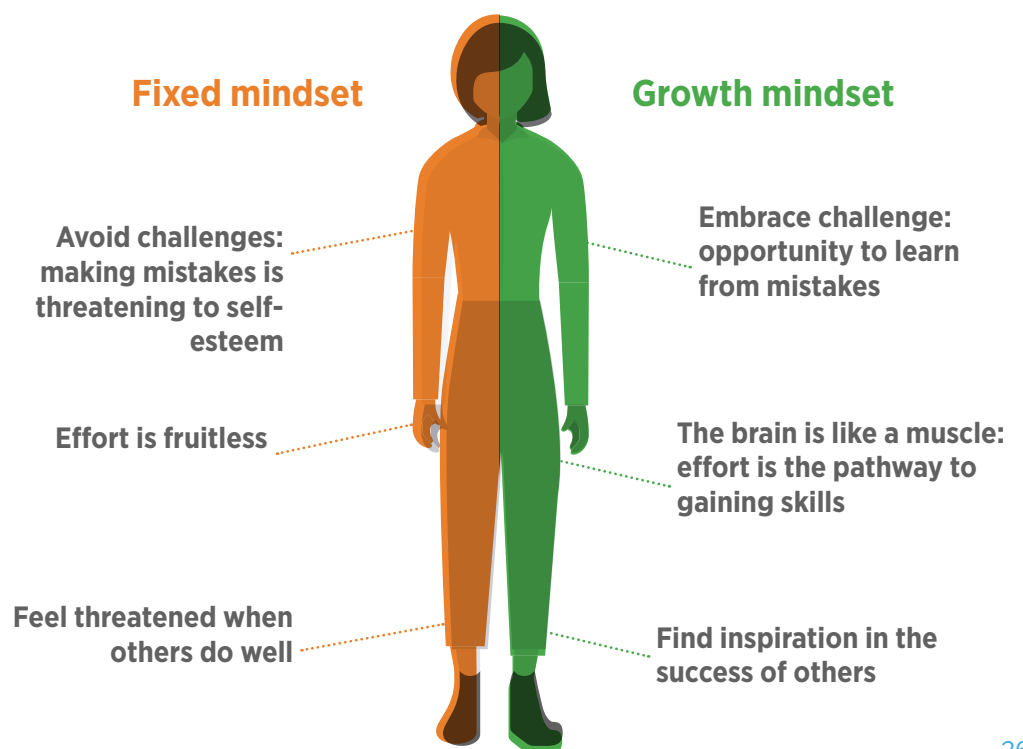 Fixed mindset
Avoid challenges:
making mistakes is
threatening to self-
esteem
Effort is fruitless
Feel threatened when
others do well
Growth mindset
Embrace challenge:
opportunity to learn
from mistakes
The brain is like a muscle:
effort is the pathway to
gaining skills
Find inspiration in the
success of others